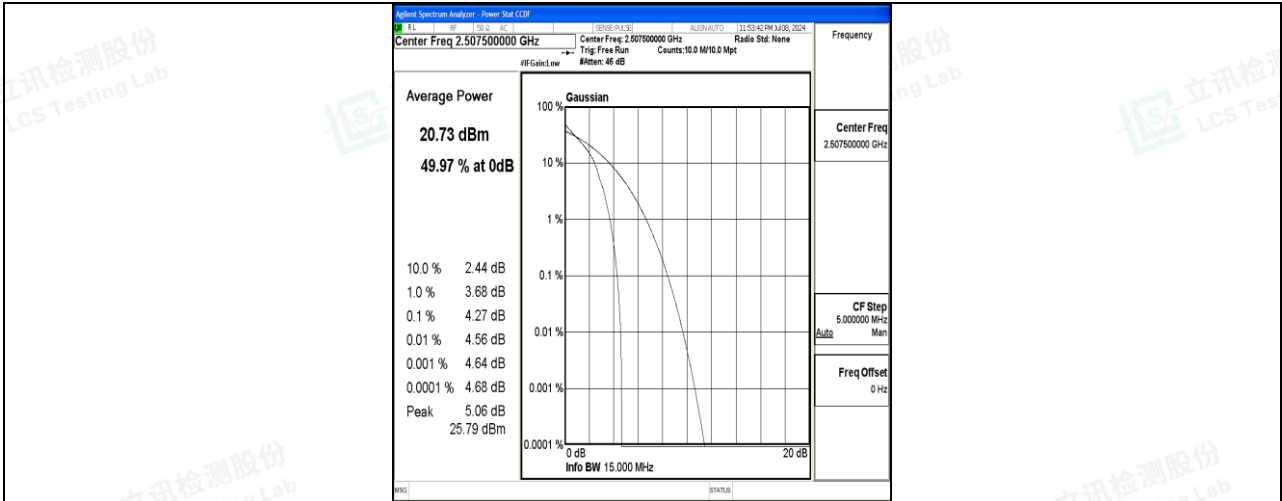 Agilent Spectrum Analyzer - Power Stat CCDF
RL RF 50 Ω AC SENSE:PULSE ALIGN AUTO 11:53:42 PM Jul 08, 2024
Center Freq 2.507500000 GHz
Center Freq: 2.507500000 GHz Radio Std: None
Trig: Free Run Counts:10.0 M/10.0 Mpt
#IFGain:Low #Atten: 46 dB
Frequency
Center Freq
2.507500000 GHz
CF Step
5.000000 MHz
Auto Man
Freq Offset
0 Hz
Average Power
20.73 dBm
49.97 % at 0dB
10.0 % 2.44 dB
1.0 % 3.68 dB
0.1 % 4.27 dB
0.01 % 4.56 dB
0.001 % 4.64 dB
0.0001 % 4.68 dB
Peak 5.06 dB
25.79 dBm
Gaussian
100 %
10 %
1 %
0.1 %
0.01 %
0.001 %
0.0001 %
0 dB 20 dB
Info BW 15.000 MHz
MSG STATUS
立讯检测股份
LCS Testing Lab